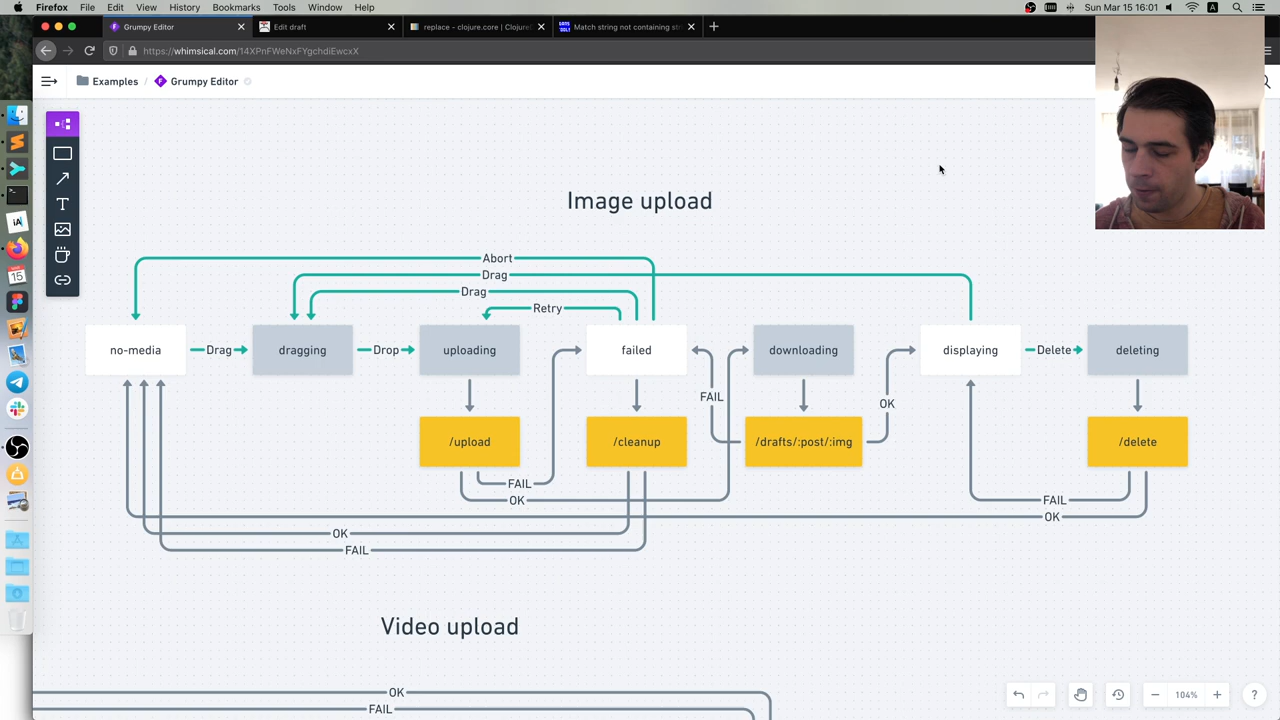 Firefox File Edit View History Bookmarks Tools Window Help
Sun Mar 15 16:01
Grumpy Editor
Edit draft
replace - clojure.core | Clojure
Match string not containing str
https://whimsical.com/14XPnFWeNxFYgchdiEwcxX
Examples / Grumpy Editor
Image upload
Abort
Drag
Drag
Retry
no-media
Drag
dragging
Drop
uploading
failed
downloading
displaying
Delete
deleting
FAIL
OK
/upload
/cleanup
/drafts/:post/:img
/delete
FAIL
OK
FAIL
OK
OK
FAIL
Video upload
OK
FAIL
104%